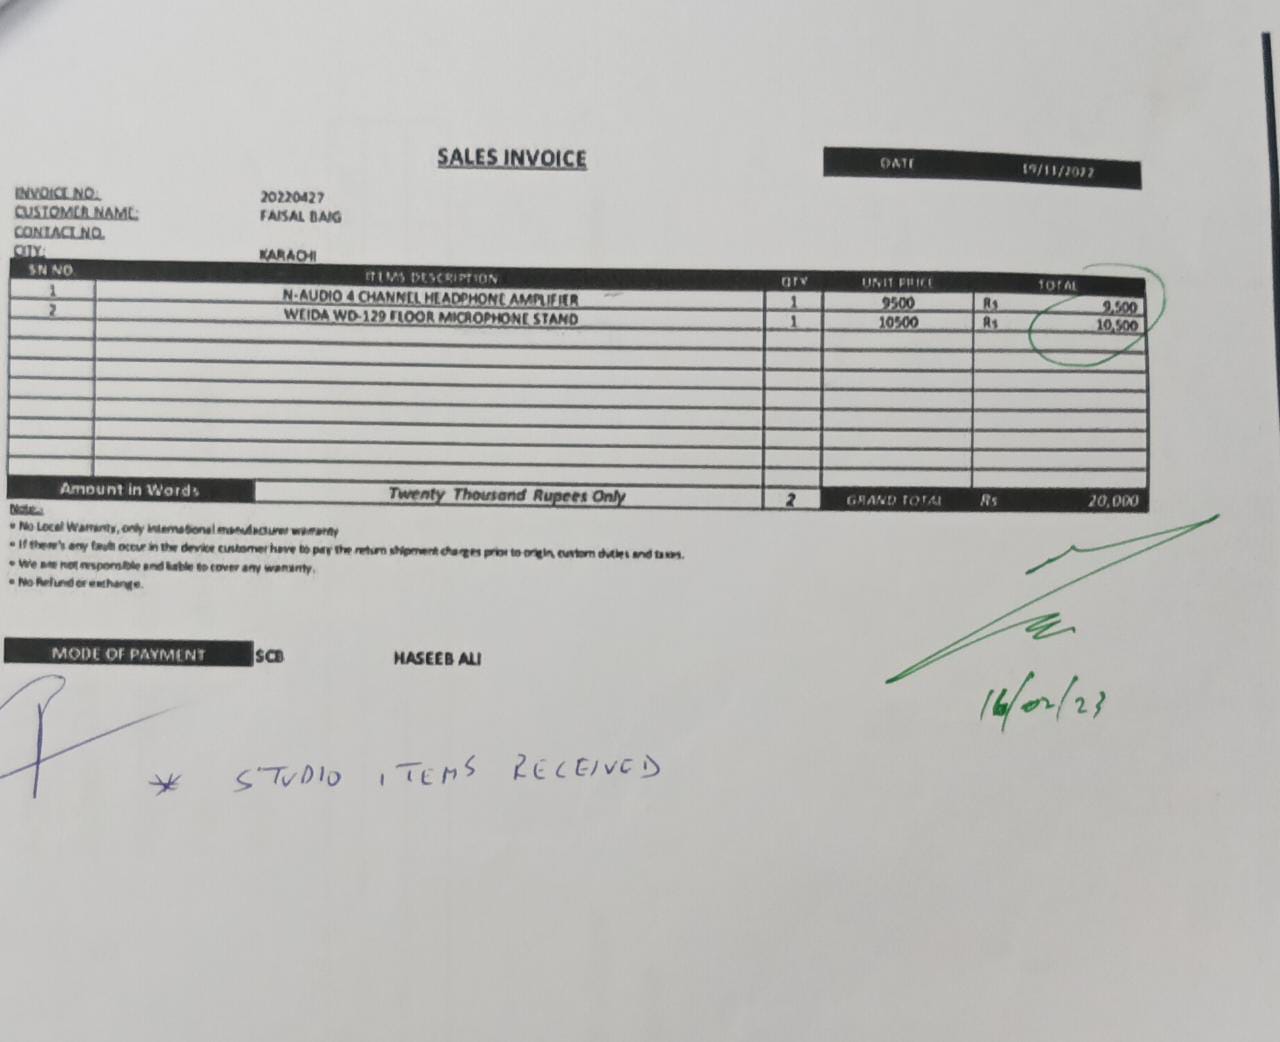 SALES INVOICE
DATE 19/11/2022
INVOICE NO: 20220427
CUSTOMER NAME: FAISAL BAIG
CONTACT NO.
CITY: KARACHI
SN NO. ITEMS DESCRIPTION QTY UNIT PRICE TOTAL
1 N-AUDIO 4 CHANNEL HEADPHONE AMPLIFIER 1 9500 Rs 9,500
2 WEIDA WD-129 FLOOR MICROPHONE STAND 1 10500 Rs 10,500
Amount in Words Twenty Thousand Rupees Only 2 GRAND TOTAL Rs 20,000
Note:
• No Local Warranty, only international manufacturer warranty
• If there's any fault occur in the device customer have to pay the return shipment charges prior to origin, custom duties and taxes.
• We are not responsible and liable to cover any warranty.
• No Refund or exchange.
MODE OF PAYMENT SCB HASEEB ALI
16/02/23
* STUDIO ITEMS RECEIVED